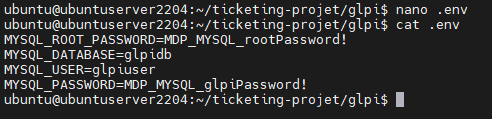 ubuntu@ubuntuserver2204:~/ticketing-projet/glpi$ nano .env
ubuntu@ubuntuserver2204:~/ticketing-projet/glpi$ cat .env
MYSQL_ROOT_PASSWORD=MDP_MYSQL_rootPassword!
MYSQL_DATABASE=glpidb
MYSQL_USER=glpiuser
MYSQL_PASSWORD=MDP_MYSQL_glpiPassword!
ubuntu@ubuntuserver2204:~/ticketing-projet/glpi$